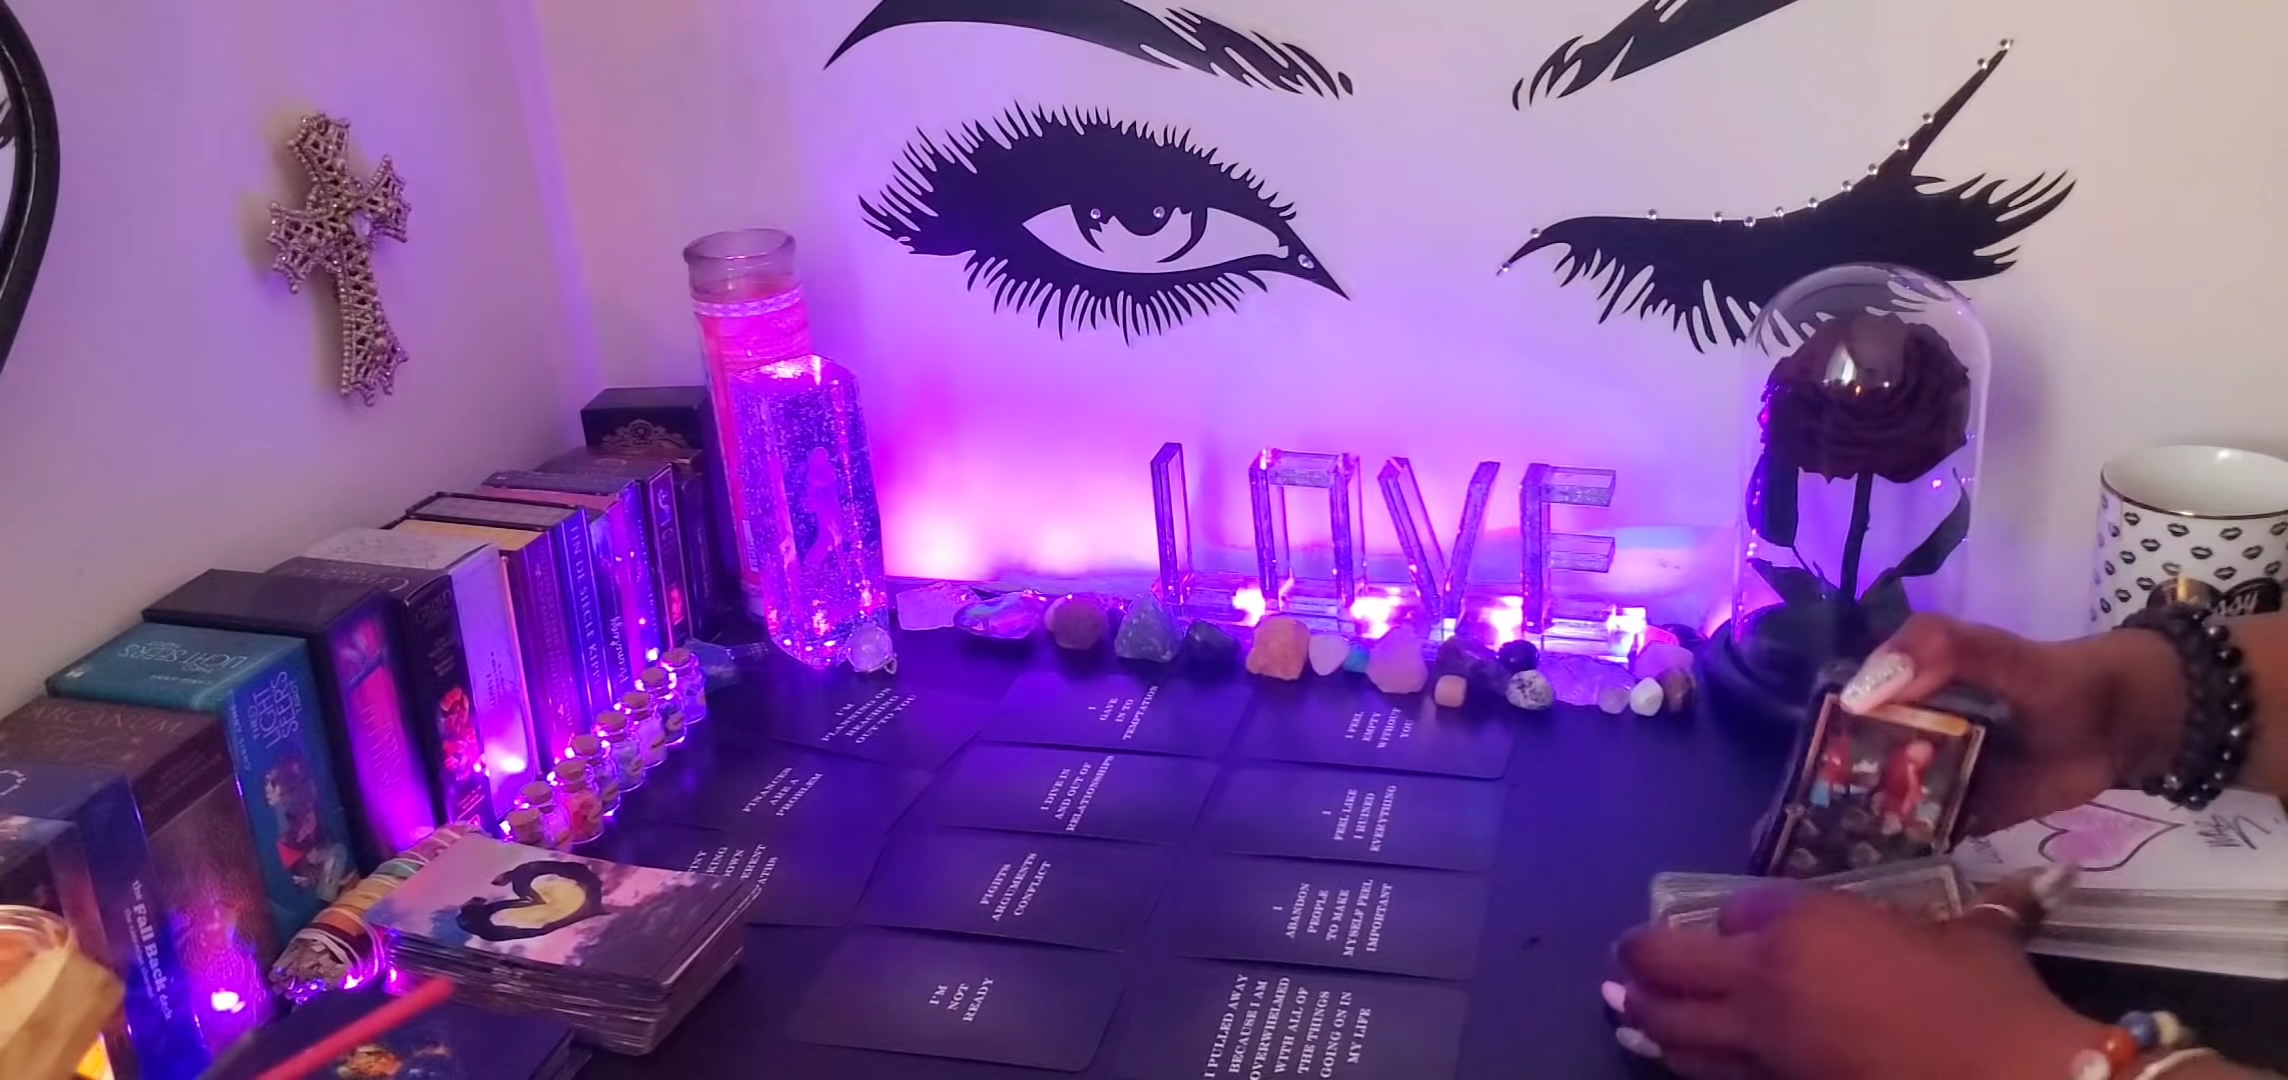 LOVE
I'M
PLANNING ON
REACHING
OUT TO YOU
I
GAVE
IN TO
TEMPTATION
I FEEL
EMPTY
WITHOUT
YOU
FINANCES
ARE A
PROBLEM
I DIVE IN
AND OUT OF
RELATIONSHIPS
I
FEEL LIKE
I RUINED
EVERYTHING
FIGHTS
ARGUMENTS
CONFLICT
I
ABANDON
PEOPLE
TO MAKE
MYSELF FEEL
IMPORTANT
I'M
NOT
READY
I PULLED AWAY
BECAUSE I AM
OVERWHELMED
WITH ALL OF
THE THINGS
GOING ON IN
MY LIFE
LIGHT
SEERS
LIGHT
SEERS
ARCANUM
FIN DE SIECLE KIPPER
the Fall Back deck